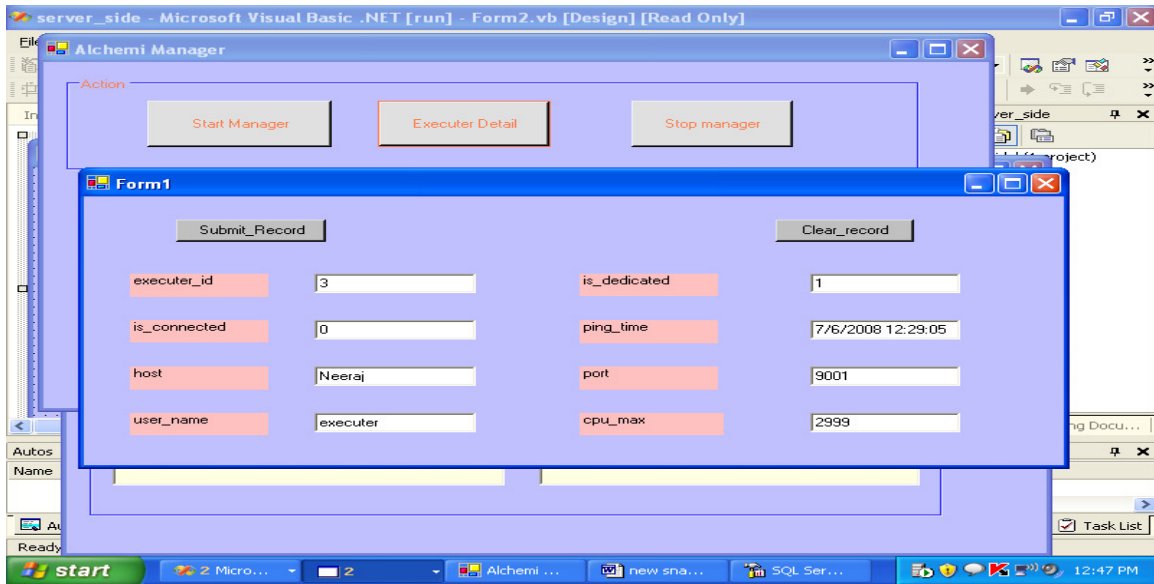 server_side - Microsoft Visual Basic .NET [run] - Form2.vb [Design] [Read Only]
File
Alchemi Manager
Action
Start Manager
Executer Detail
Stop manager
Form1
Submit_Record
Clear_record
executer_id
3
is_dedicated
1
is_connected
0
ping_time
7/6/2008 12:29:05
host
Neeraj
port
9001
user_name
executer
cpu_max
2999
Autos
Name
Task List
Ready
start
2 Micro...
2
Alchemi ...
new sna...
SQL Ser...
12:47 PM